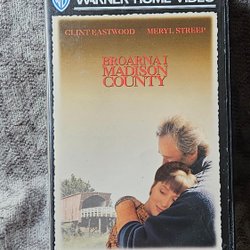 WARNER HOME VIDEO
CLINT EASTWOOD MERYL STREEP
BROARNA I
MADISON
COUNTY